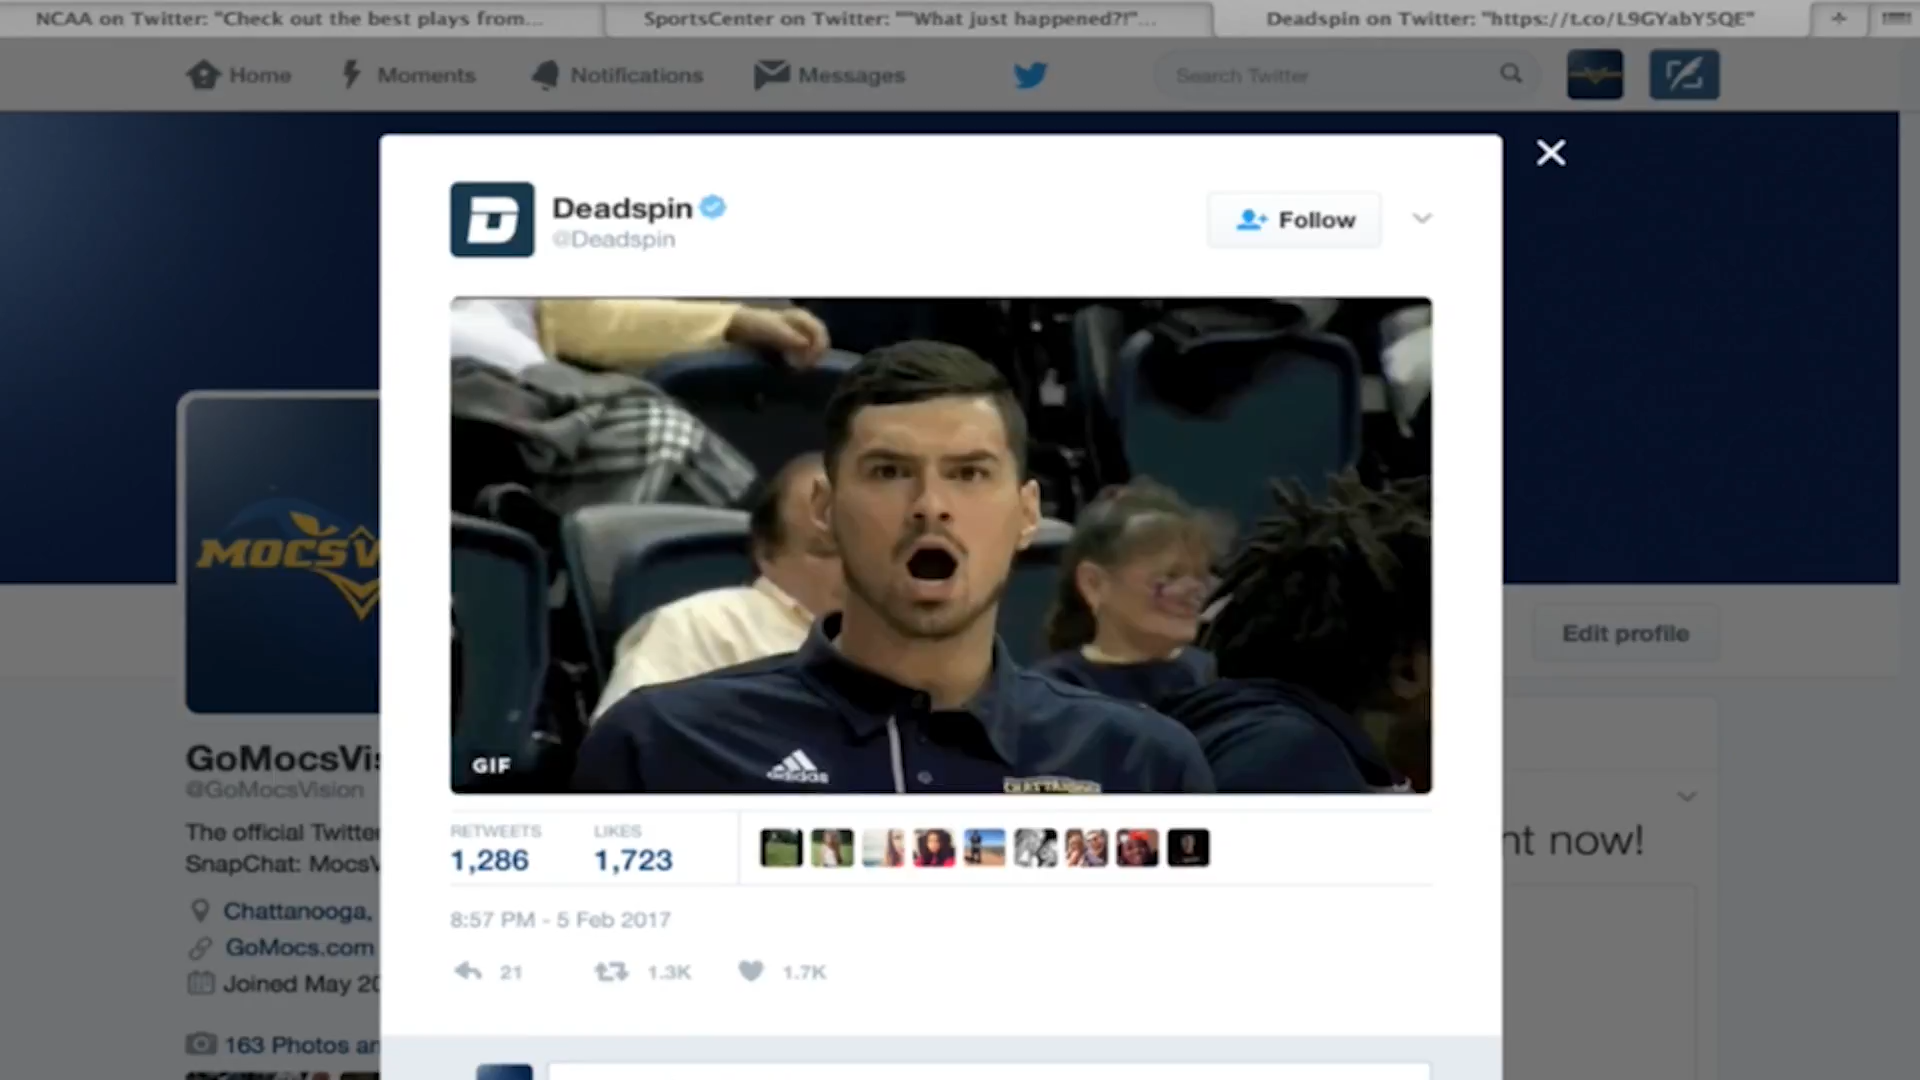 NCAA on Twitter: "Check out the best plays from...
SportsCenter on Twitter: ""What just happened?!"...
Deadspin on Twitter: "https://t.co/L9GYabY5QE"
+
Home
Moments
Notifications
Messages
Search Twitter
Deadspin
@Deadspin
Follow
adidas
CHATTANOOGA
GIF
MOCSV
Edit profile
GoMocsVis
@GoMocsVision
The official Twitter
SnapChat: MocsV
Chattanooga,
GoMocs.com
Joined May 20
163 Photos an
RETWEETS
1,286
LIKES
1,723
8:57 PM - 5 Feb 2017
21
1.3K
1.7K
nt now!